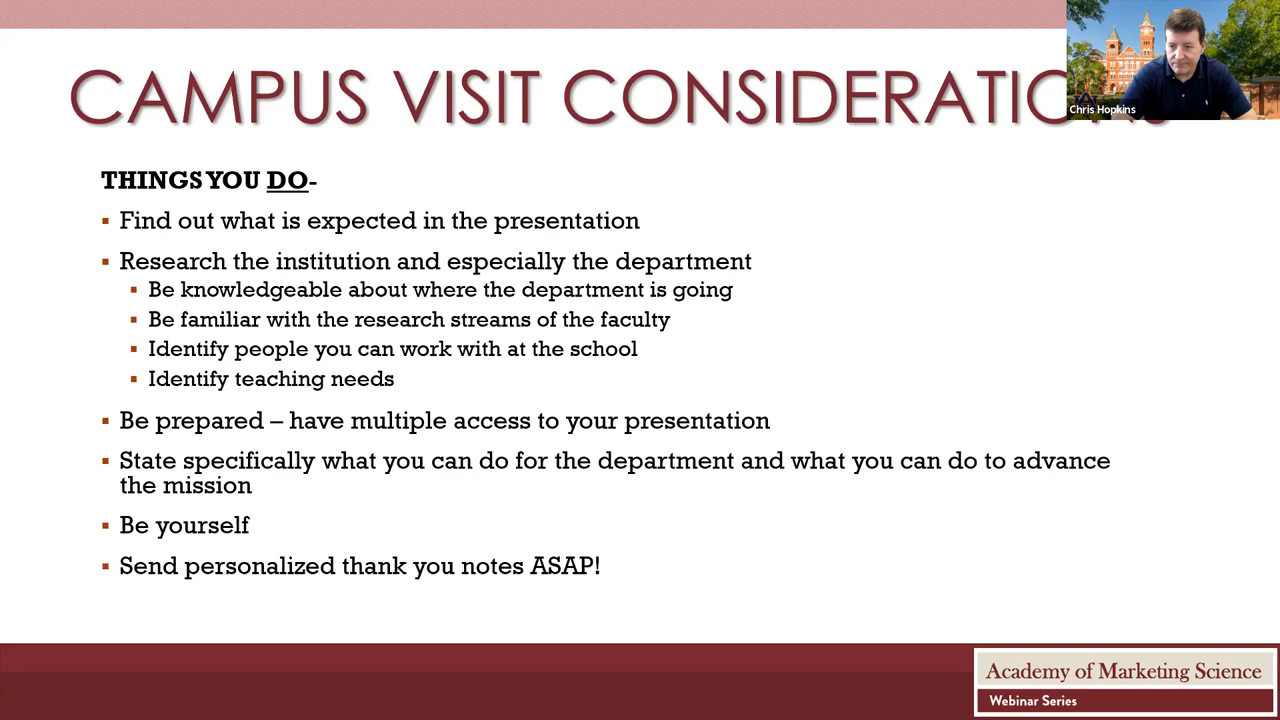 CAMPUS VISIT CONSIDERATIO
Chris Hopkins
THINGS YOU DO-
▪ Find out what is expected in the presentation
▪ Research the institution and especially the department
▪ Be knowledgeable about where the department is going
▪ Be familiar with the research streams of the faculty
▪ Identify people you can work with at the school
▪ Identify teaching needs
▪ Be prepared – have multiple access to your presentation
▪ State specifically what you can do for the department and what you can do to advance
the mission
▪ Be yourself
▪ Send personalized thank you notes ASAP!
Academy of Marketing Science
Webinar Series